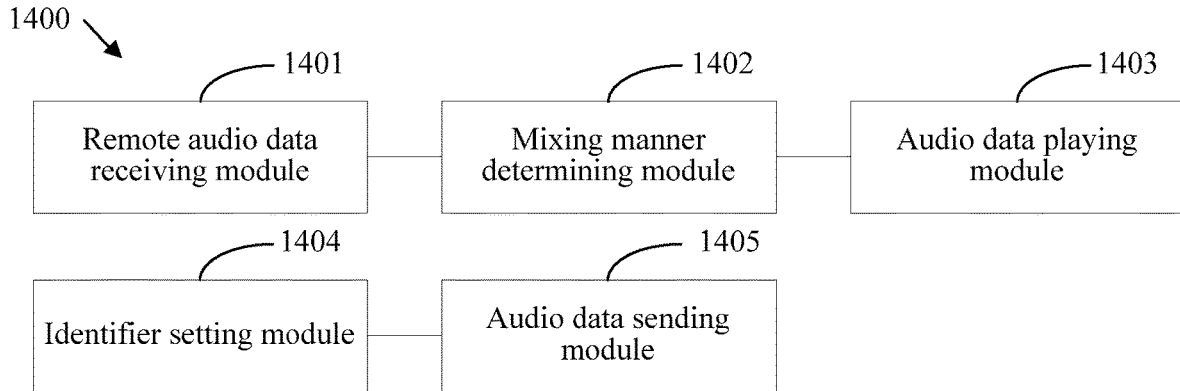 1400
1401
1402
1403
Remote audio data
receiving module
Mixing manner
determining module
Audio data playing
module
1404
1405
Identifier setting module
Audio data sending
module